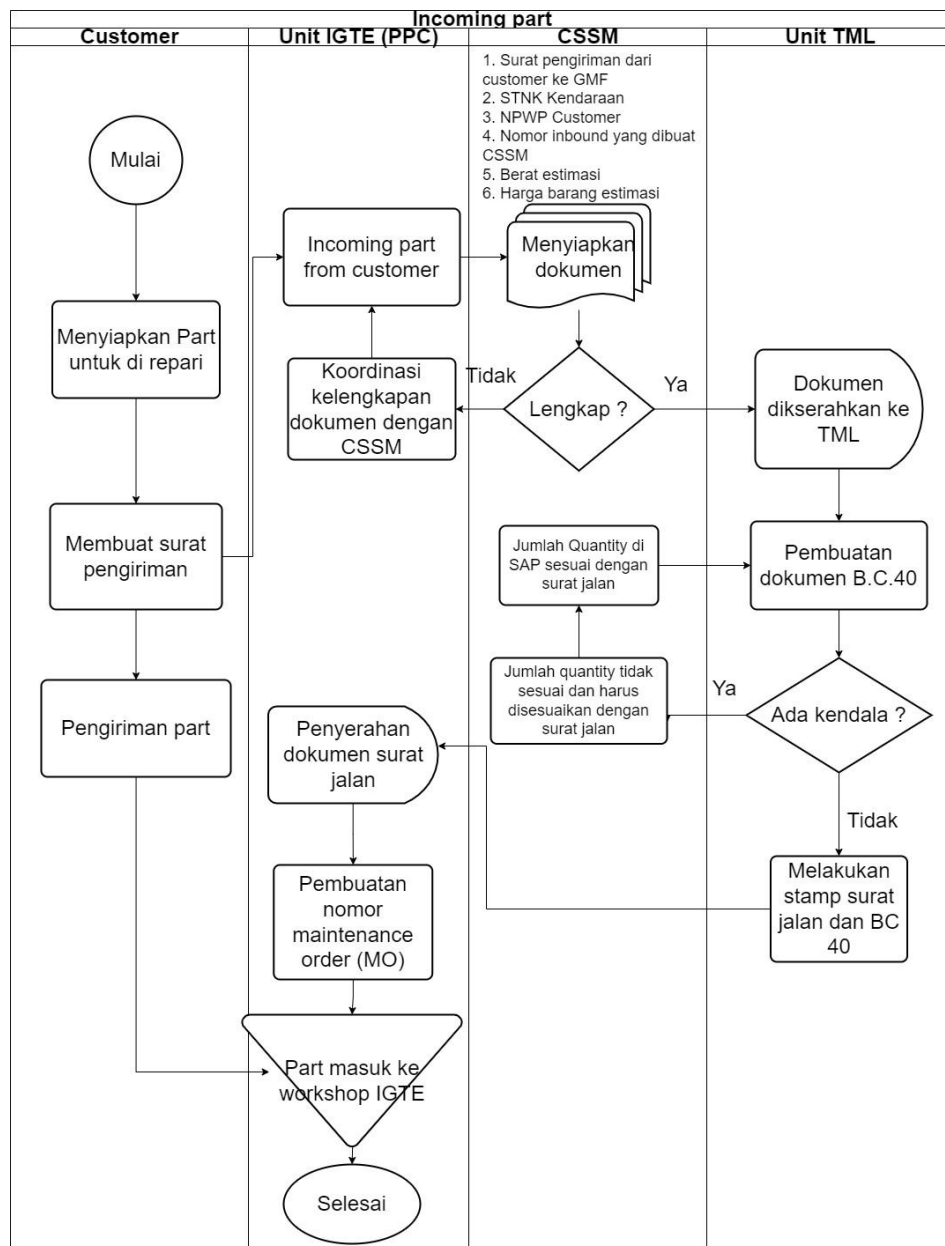 Incoming part
Customer
Unit IGTE (PPC)
CSSM
Unit TML
1. Surat pengiriman dari
customer ke GMF
2. STNK Kendaraan
3. NPWP Customer
4. Nomor inbound yang dibuat
CSSM
5. Berat estimasi
6. Harga barang estimasi
Mulai
Incoming part
from customer
Menyiapkan
dokumen
Menyiapkan Part
untuk di repari
Koordinasi
kelengkapan
dokumen dengan
CSSM
Tidak
Lengkap ?
Ya
Dokumen
dikserahkan ke
TML
Membuat surat
pengiriman
Jumlah Quantity di
SAP sesuai dengan
surat jalan
Pembuatan
dokumen B.C.40
Pengiriman part
Penyerahan
dokumen surat
jalan
Jumlah quantity tidak
sesuai dan harus
disesuaikan dengan
surat jalan
Ya
Ada kendala ?
Tidak
Pembuatan
nomor
maintenance
order (MO)
Melakukan
stamp surat
jalan dan BC
40
Part masuk ke
workshop IGTE
Selesai